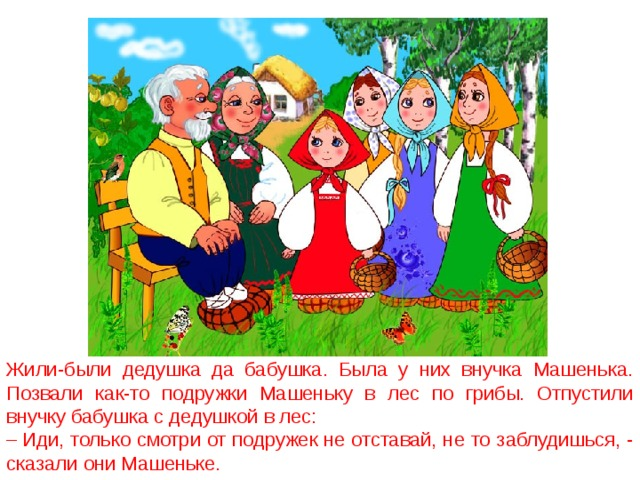 Жили-были дедушка да бабушка. Была у них внучка Машенька.
Позвали как-то подружки Машеньку в лес по грибы. Отпустили
внучку бабушка с дедушкой в лес:
– Иди, только смотри от подружек не отставай, не то заблудишься, -
сказали они Машеньке.